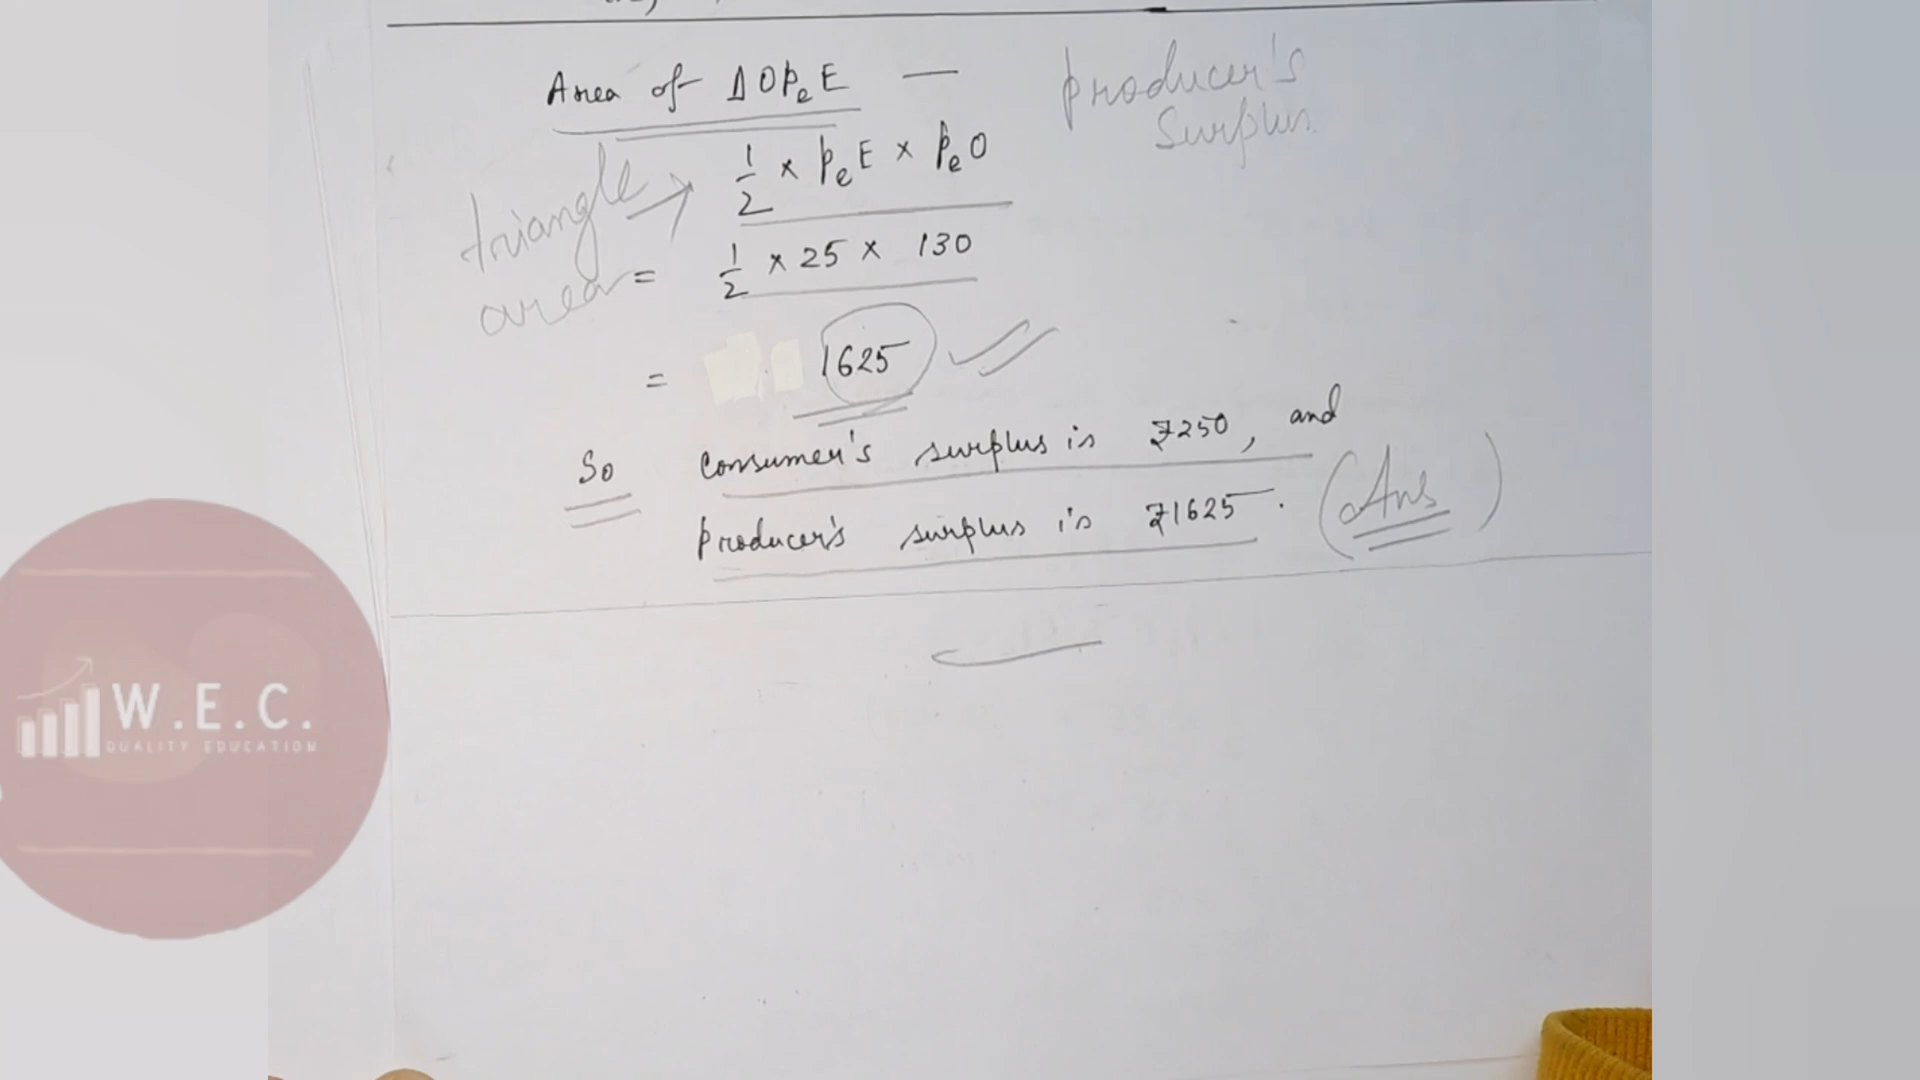 Area of ΔOPeE — Producer's
Surplus.
triangle → 1/2 × PeE × PeO
area = 1/2 × 25 × 130
= 1625
So Consumer's surplus is ₹250, and
Producer's surplus is ₹1625. (Ans)
W.E.C.
QUALITY EDUCATION